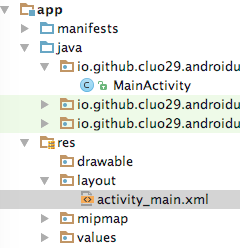 app
manifests
java
io.github.cluo29.androidu
MainActivity
io.github.cluo29.androidu
io.github.cluo29.androidu
res
drawable
layout
activity_main.xml
mipmap
values